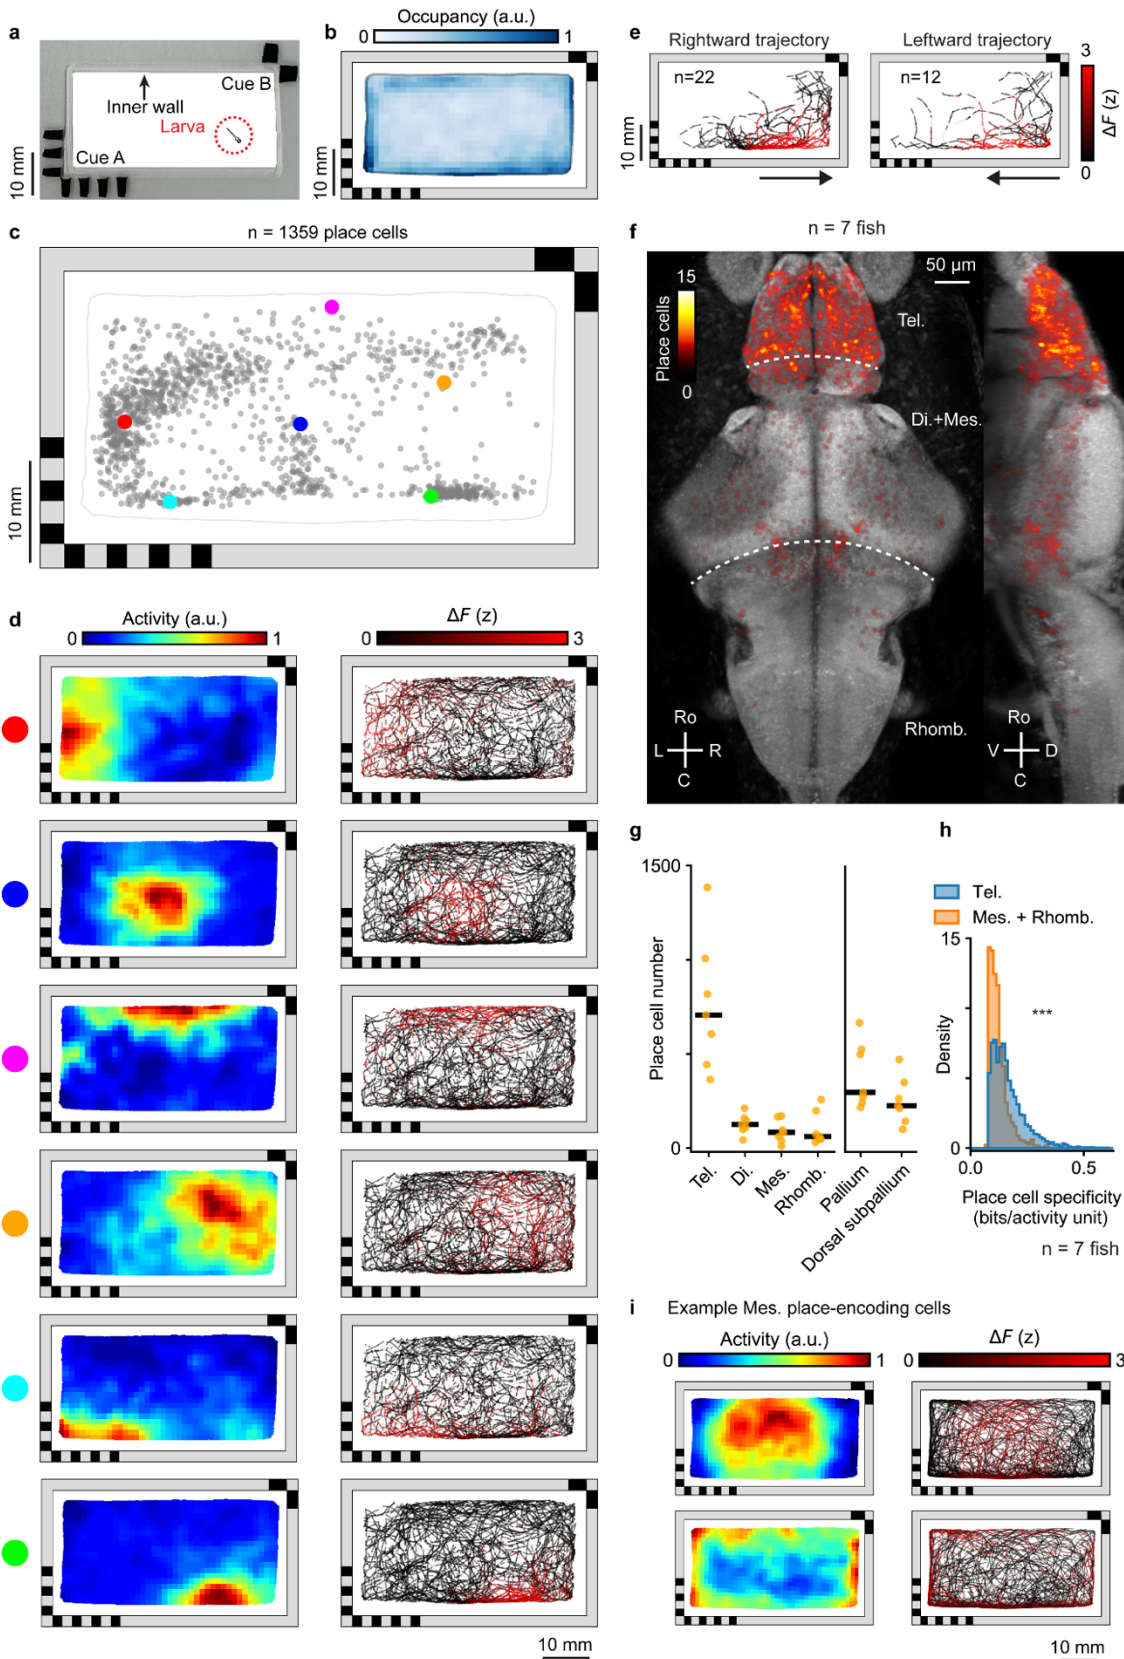 a
Cue B
Inner wall
Larva
Cue A
10 mm
b
Occupancy (a.u.)
0
1
e
Rightward trajectory
Leftward trajectory
n=22
n=12
3
0
ΔF (z)
10 mm
c
n = 1359 place cells
10 mm
f
n = 7 fish
50 µm
15
0
Place cells
Tel.
Di.+Mes.
Rhomb.
Ro
L
R
C
Ro
V
D
C
d
Activity (a.u.)
0
1
ΔF (z)
0
3
10 mm
g
1500
0
Place cell number
Tel.
Di.
Mes.
Rhomb.
Pallium
Dorsal subpallium
h
Tel.
Mes. + Rhomb.
15
0
Density
***
0.0
0.5
Place cell specificity
(bits/activity unit)
n = 7 fish
i
Example Mes. place-encoding cells
Activity (a.u.)
0
1
ΔF (z)
0
3
10 mm